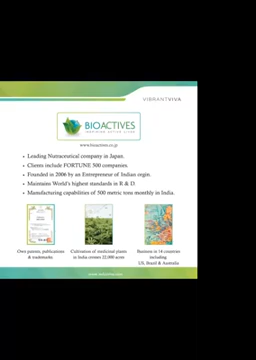 VIBRANTVIVA
BIOACTIVES
www.bioactives.co.jp
• Leading Nutraceutical company in Japan.
• Clients include FORTUNE 500 companies.
• Founded in 2006 by an Entrepreneur of Indian orgin.
• Maintains World's highest standards in R & D.
• Manufacturing capabilities of 500 metric tons monthly in India.
Own patents, publications
& trademarks
Cultivation of medicinal plants
in India covers 22,000 acres
Business in 14 countries
including
US, Brazil & Australia